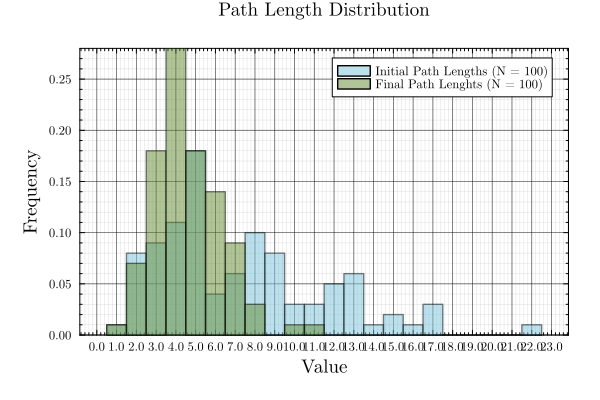 Path Length Distribution
Initial Path Lengths (N = 100)
Final Path Lenghts (N = 100)
0.25
0.20
0.15
0.10
0.05
0.00
Frequency
0.0 1.0 2.0 3.0 4.0 5.0 6.0 7.0 8.0 9.0 10.0 11.0 12.0 13.0 14.0 15.0 16.0 17.0 18.0 19.0 20.0 21.0 22.0 23.0
Value